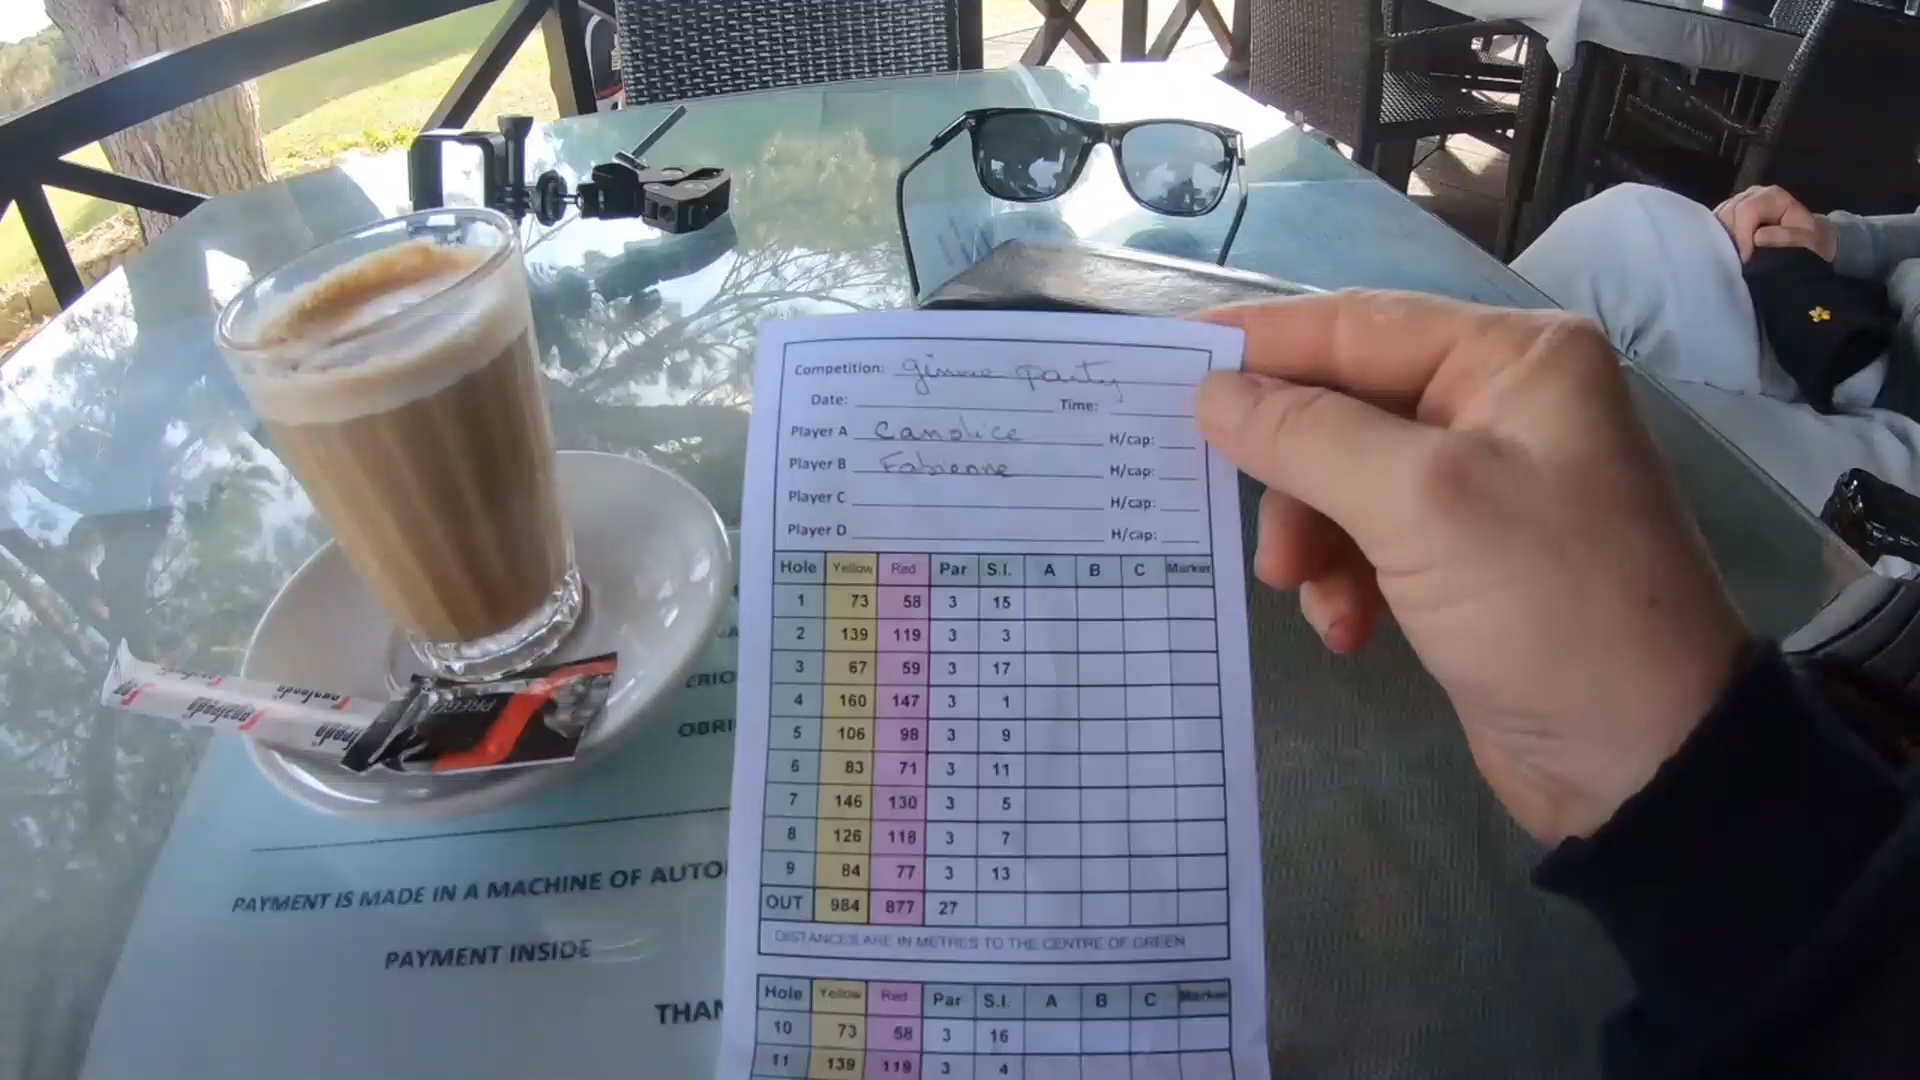 Competition: gimme party
Date: Time:
Player A Candice H/cap:
Player B Fabienne H/cap:
Player C H/cap:
Player D H/cap:
Hole Yellow Red Par S.I. A B C Marker
1 73 58 3 15
2 139 119 3 3
3 67 59 3 17
4 160 147 3 1
5 106 98 3 9
6 83 71 3 11
7 146 130 3 5
8 126 118 3 7
9 84 77 3 13
OUT 984 877 27
DISTANCES ARE IN METRES TO THE CENTRE OF GREEN
Hole Yellow Red Par S.I. A B C Marker
10 73 58 3 16
11 139 119 3 4
Segafredo
PREGO
OBRI
PAYMENT IS MADE IN A MACHINE OF AUTO
PAYMENT INSIDE
THAN